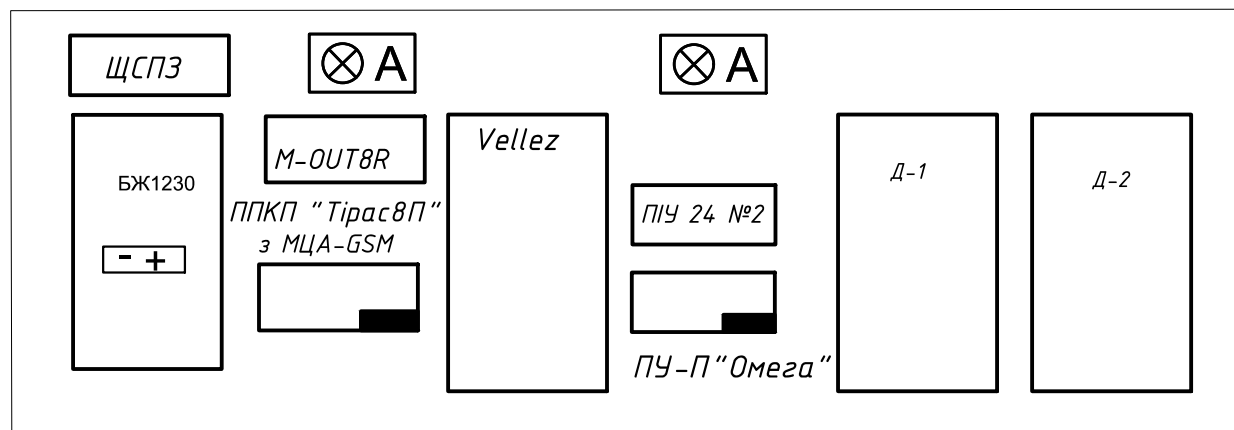 ЩСПЗ
А
А
БЖ1230
- +
М-OUT8R
ППКП "Тірас8П"
з МЦА-GSM
Vellez
ПІУ 24 №2
ПУ-П"Омега"
Д-1
Д-2